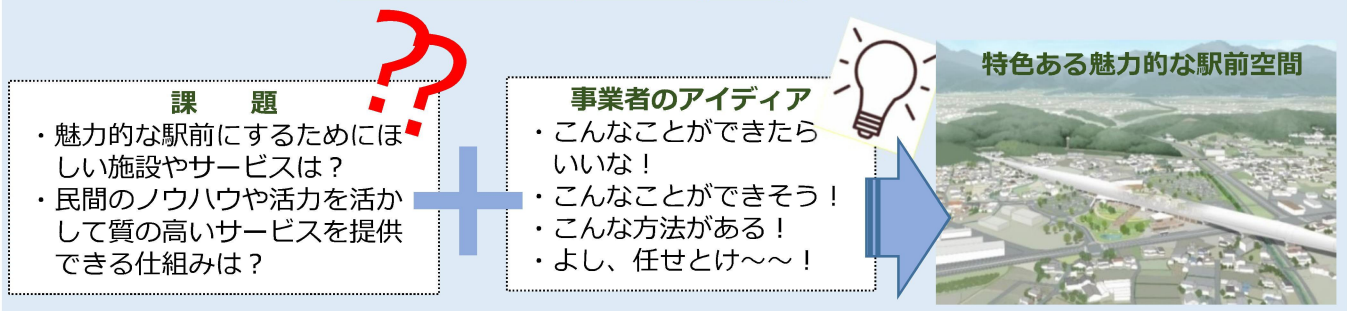 ??
課　　題
・魅力的な駅前にするためにほ
しい施設やサービスは？
・民間のノウハウや活力を活か
して質の高いサービスを提供
できる仕組みは？
事業者のアイディア
・こんなことができたら
いいな！
・こんなことができそう！
・こんな方法がある！
・よし、任せとけ～～！
特色ある魅力的な駅前空間